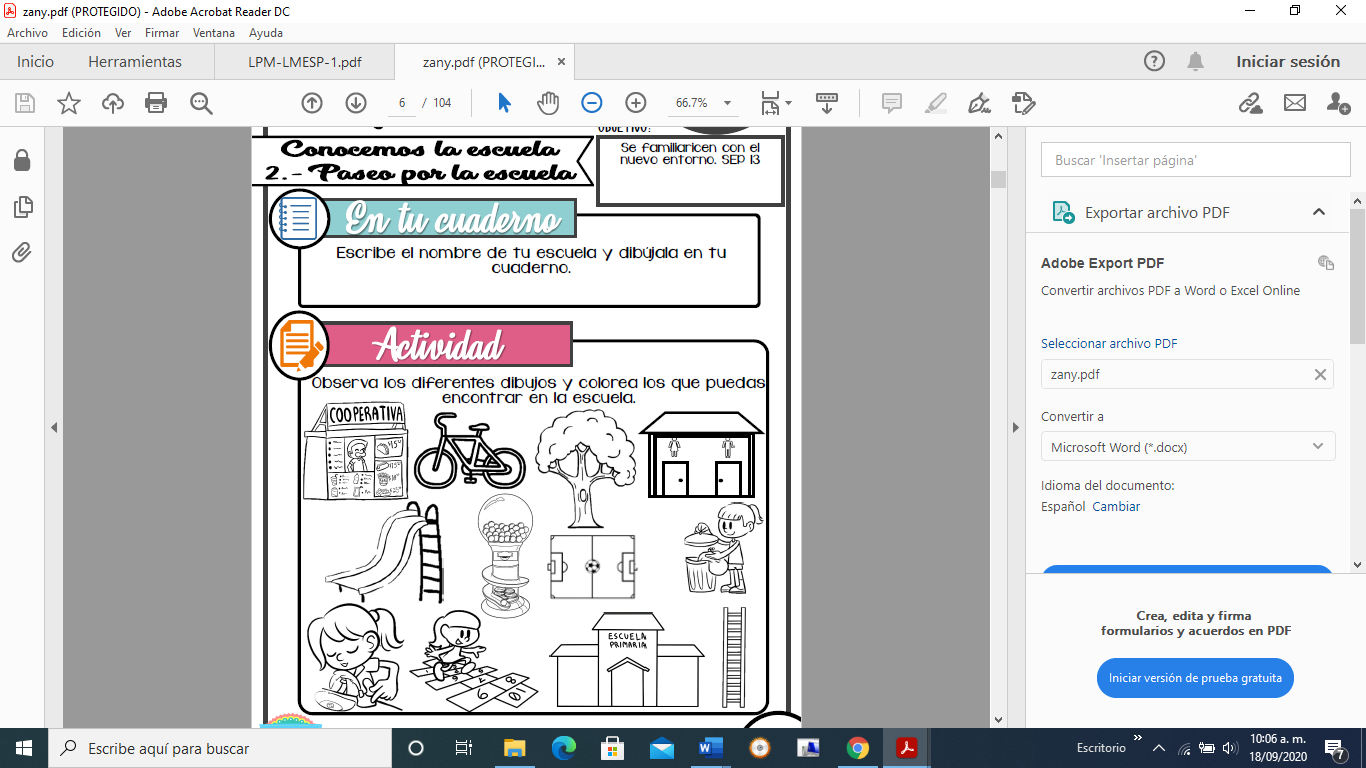 zany.pdf (PROTEGIDO) - Adobe Acrobat Reader DC
Archivo Edición Ver Firmar Ventana Ayuda
Inicio Herramientas LPM-LMESP-1.pdf zany.pdf (PROTEGI... × Iniciar sesión
6 / 104 66.7%
OBJETIVO:
Conocemos la escuela
2.- Paseo por la escuela
Se familiaricen con el
nuevo entorno. SEP 13
En tu cuaderno
Escribe el nombre de tu escuela y dibújala en tu
cuaderno.
Actividad
Observa los diferentes dibujos y colorea los que puedas
encontrar en la escuela.
COOPERATIVA
ESCUELA
PRIMARIA
Buscar 'Insertar página'
Exportar archivo PDF
Adobe Export PDF
Convertir archivos PDF a Word o Excel Online
Seleccionar archivo PDF
zany.pdf
Convertir a
Microsoft Word (*.docx)
Idioma del documento:
Español Cambiar
Crea, edita y firma
formularios y acuerdos en PDF
Iniciar versión de prueba gratuita
Escribe aquí para buscar
Escritorio
10:06 a. m.
18/09/2020
7